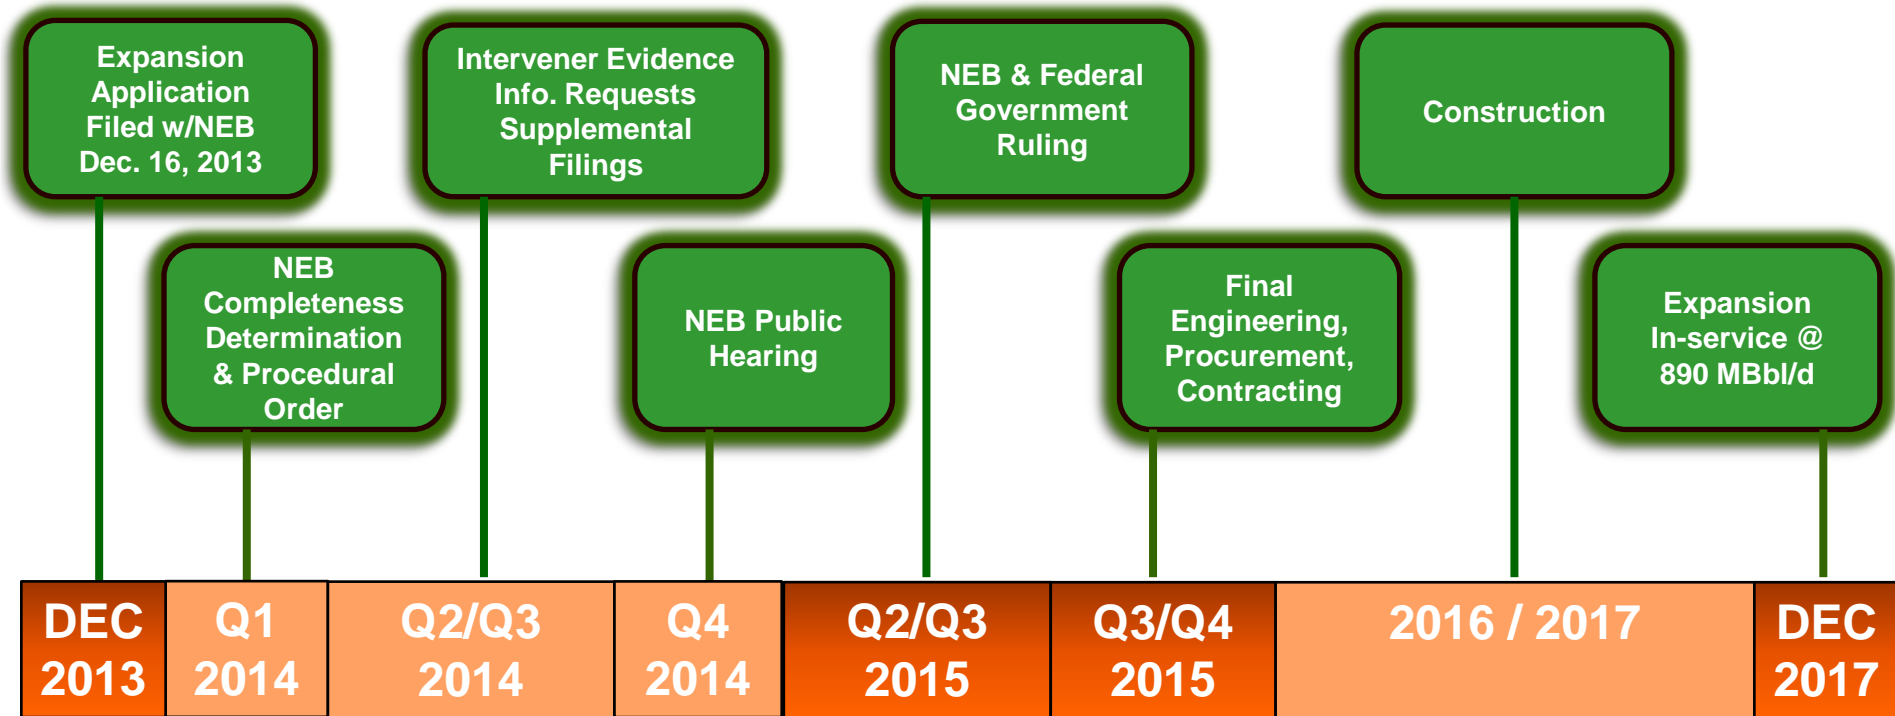 Expansion
Application
Filed w/NEB
Dec. 16, 2013
Intervener Evidence
Info. Requests
Supplemental
Filings
NEB & Federal
Government
Ruling
Construction
NEB
Completeness
Determination
& Procedural
Order
NEB Public
Hearing
Final
Engineering,
Procurement,
Contracting
Expansion
In-service @
890 MBbl/d
DEC
2013
Q1
2014
Q2/Q3
2014
Q4
2014
Q2/Q3
2015
Q3/Q4
2015
2016 / 2017
DEC
2017